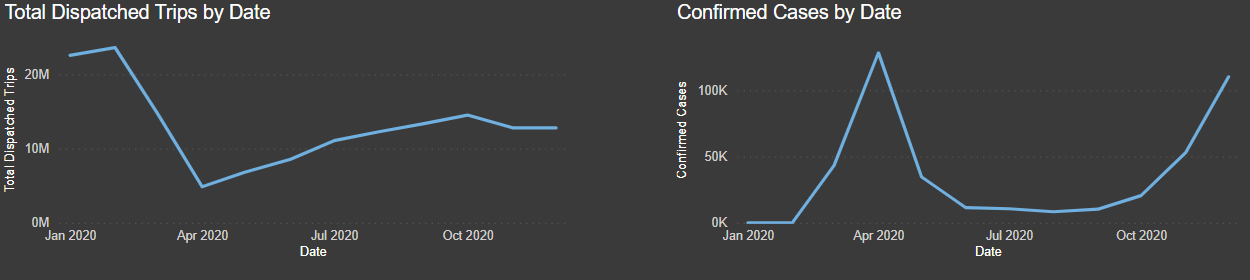 Total Dispatched Trips by Date
Total Dispatched Trips
20M
10M
0M
Jan 2020
Apr 2020
Jul 2020
Oct 2020
Date
Confirmed Cases by Date
Confirmed Cases
100K
50K
0K
Jan 2020
Apr 2020
Jul 2020
Oct 2020
Date